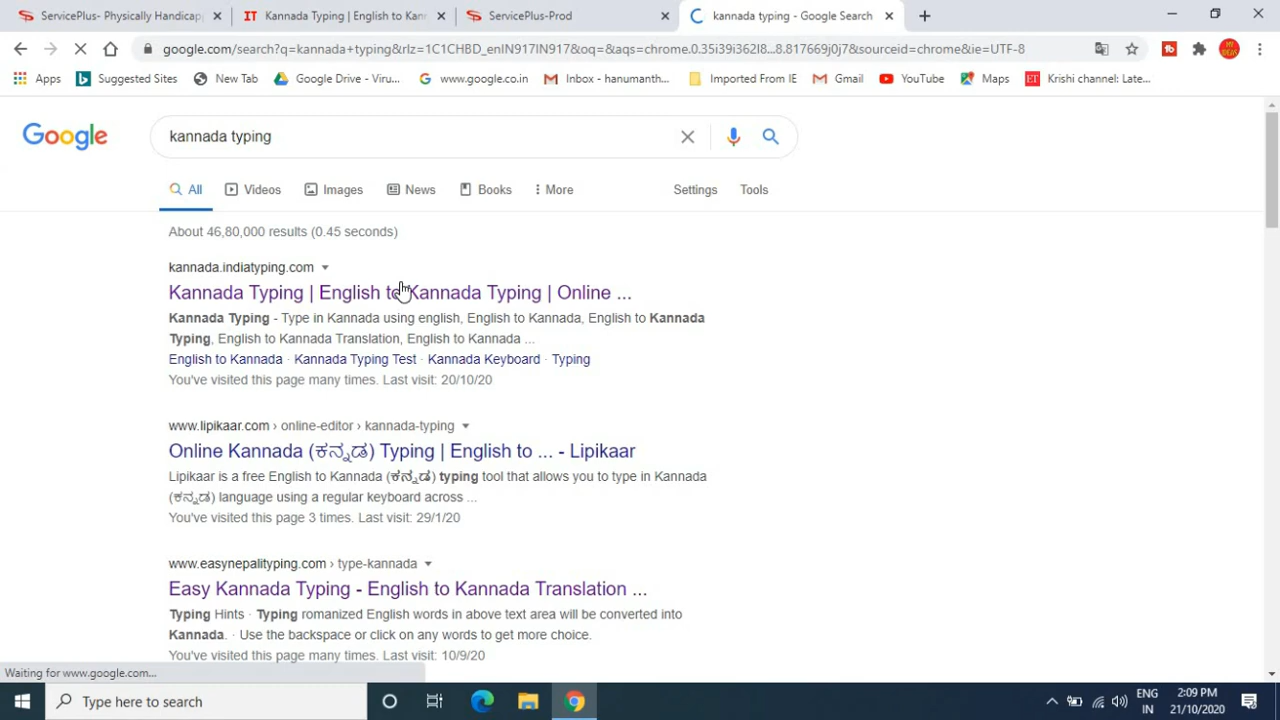 ServicePlus- Physically Handicap
Kannada Typing | English to Kan
ServicePlus-Prod
kannada typing - Google Search
google.com/search?q=kannada+typing&rlz=1C1CHBD_enIN917IN917&oq=&aqs=chrome.0.35i39i362l8...8.817669j0j7&sourceid=chrome&ie=UTF-8
Apps
Suggested Sites
New Tab
Google Drive - Viru...
www.google.co.in
Inbox - hanumanth...
Imported From IE
Gmail
YouTube
Maps
Krishi channel: Late...
Google
kannada typing
All
Videos
Images
News
Books
More
Settings
Tools
About 46,80,000 results (0.45 seconds)
kannada.indiatyping.com
Kannada Typing | English to Kannada Typing | Online ...
Kannada Typing - Type in Kannada using english, English to Kannada, English to Kannada
Typing, English to Kannada Translation, English to Kannada ...
English to Kannada · Kannada Typing Test · Kannada Keyboard · Typing
You've visited this page many times. Last visit: 20/10/20
www.lipikaar.com › online-editor › kannada-typing
Online Kannada (ಕನ್ನಡ) Typing | English to ... - Lipikaar
Lipikaar is a free English to Kannada (ಕನ್ನಡ) typing tool that allows you to type in Kannada
(ಕನ್ನಡ) language using a regular keyboard across ...
You've visited this page 3 times. Last visit: 29/1/20
www.easynepalityping.com › type-kannada
Easy Kannada Typing - English to Kannada Translation ...
Typing Hints · Typing romanized English words in above text area will be converted into
Kannada. · Use the backspace or click on any words to get more choice.
You've visited this page many times. Last visit: 10/9/20
Waiting for www.google.com...
Type here to search
ENG
IN
2:09 PM
21/10/2020